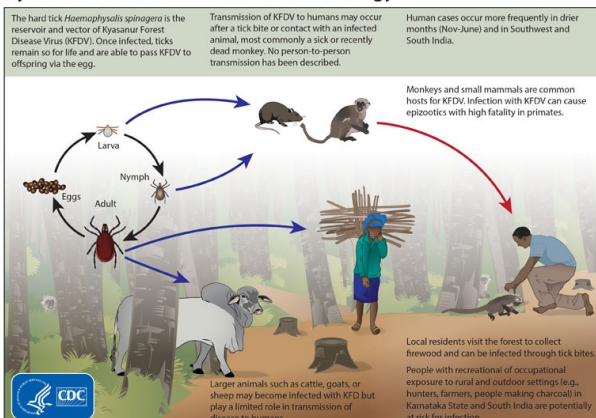 The hard tick Haemophysalis spinagera is the
reservoir and vector of Kyasanur Forest
Disease Virus (KFDV). Once infected, ticks
remain so for life and are able to pass KFDV to
offspring via the egg.
Transmission of KFDV to humans may occur
after a tick bite or contact with an infected
animal, most commonly a sick or recently
dead monkey. No person-to-person
transmission has been described.
Human cases occur more frequently in drier
months (Nov-June) and in Southwest and
South India.
Monkeys and small mammals are common
hosts for KFDV. Infection with KFDV can cause
epizootics with high fatality in primates.
Larva
Nymph
Eggs
Adult
Larger animals such as cattle, goats, or
sheep may become infected with KFD but
play a limited role in transmission of
Local residents visit the forest to collect
firewood and can be infected through tick bites.
People with recreational of occupational
exposure to rural and outdoor settings (e.g.,
hunters, farmers, people making charcoal) in
Karnataka State and South India are potentially
CDC